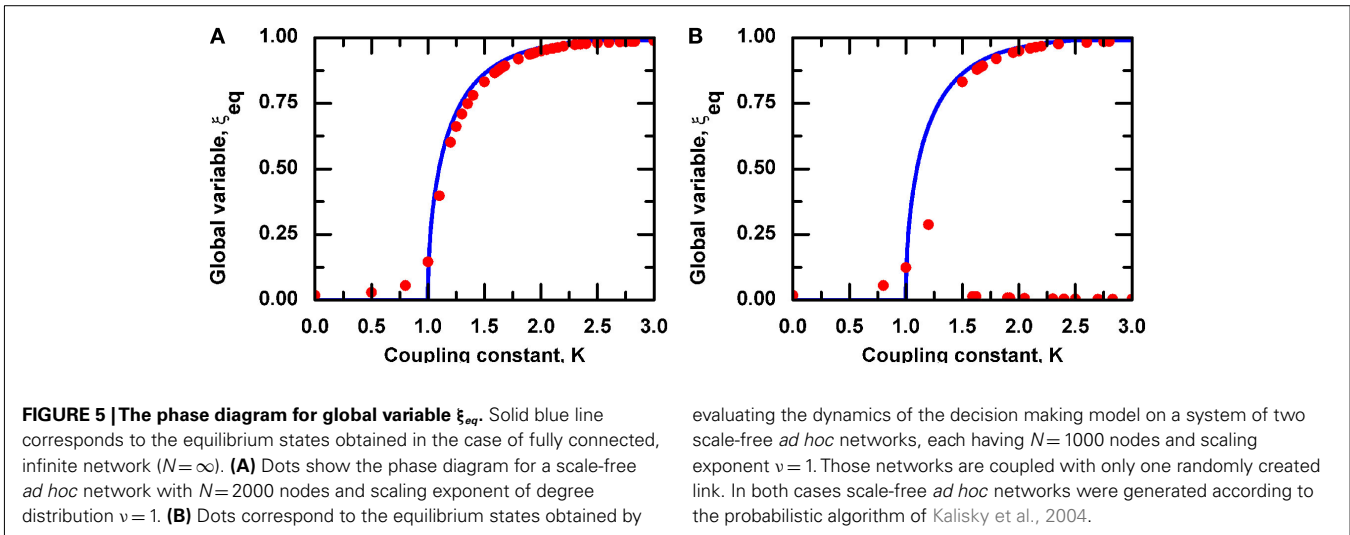 A
Global variable, ξeq
1.00
0.75
0.50
0.25
0.00
0.0 0.5 1.0 1.5 2.0 2.5 3.0
Coupling constant, K
B
Global variable, ξeq
1.00
0.75
0.50
0.25
0.00
0.0 0.5 1.0 1.5 2.0 2.5 3.0
Coupling constant, K
FIGURE 5 | The phase diagram for global variable ξeq. Solid blue line
corresponds to the equilibrium states obtained in the case of fully connected,
infinite network (N = ∞). (A) Dots show the phase diagram for a scale-free
ad hoc network with N = 2000 nodes and scaling exponent of degree
distribution ν = 1. (B) Dots correspond to the equilibrium states obtained by
evaluating the dynamics of the decision making model on a system of two
scale-free ad hoc networks, each having N = 1000 nodes and scaling
exponent ν = 1. Those networks are coupled with only one randomly created
link. In both cases scale-free ad hoc networks were generated according to
the probabilistic algorithm of Kalisky et al., 2004.